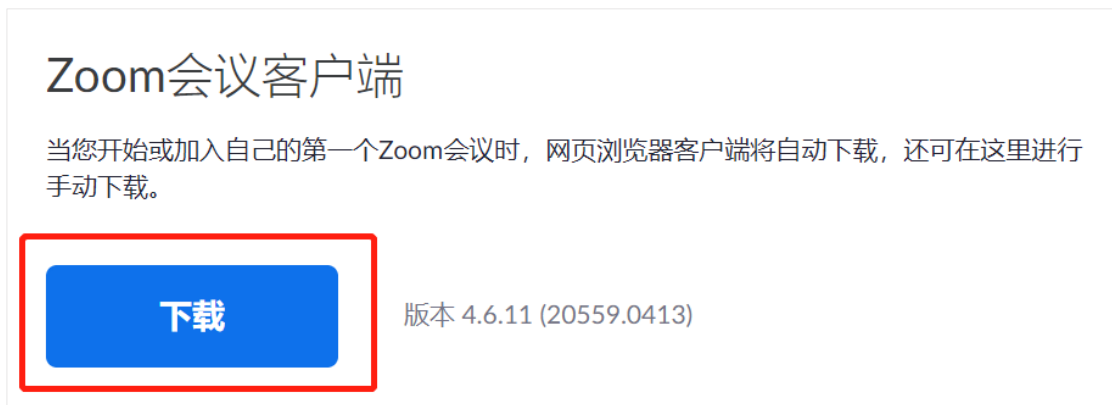 Zoom会议客户端
当您开始或加入自己的第一个Zoom会议时，网页浏览器客户端将自动下载，还可在这里进行
手动下载。
下载
版本 4.6.11 (20559.0413)